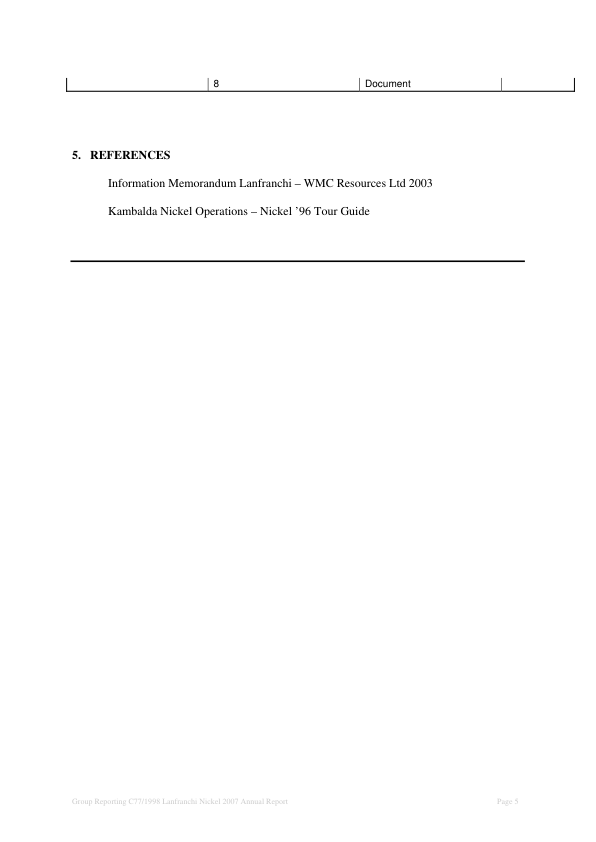 8 Document
5. REFERENCES
Information Memorandum Lanfranchi – WMC Resources Ltd 2003
Kambalda Nickel Operations – Nickel ’96 Tour Guide
Group Reporting C77/1998 Lanfranchi Nickel 2007 Annual Report Page 5